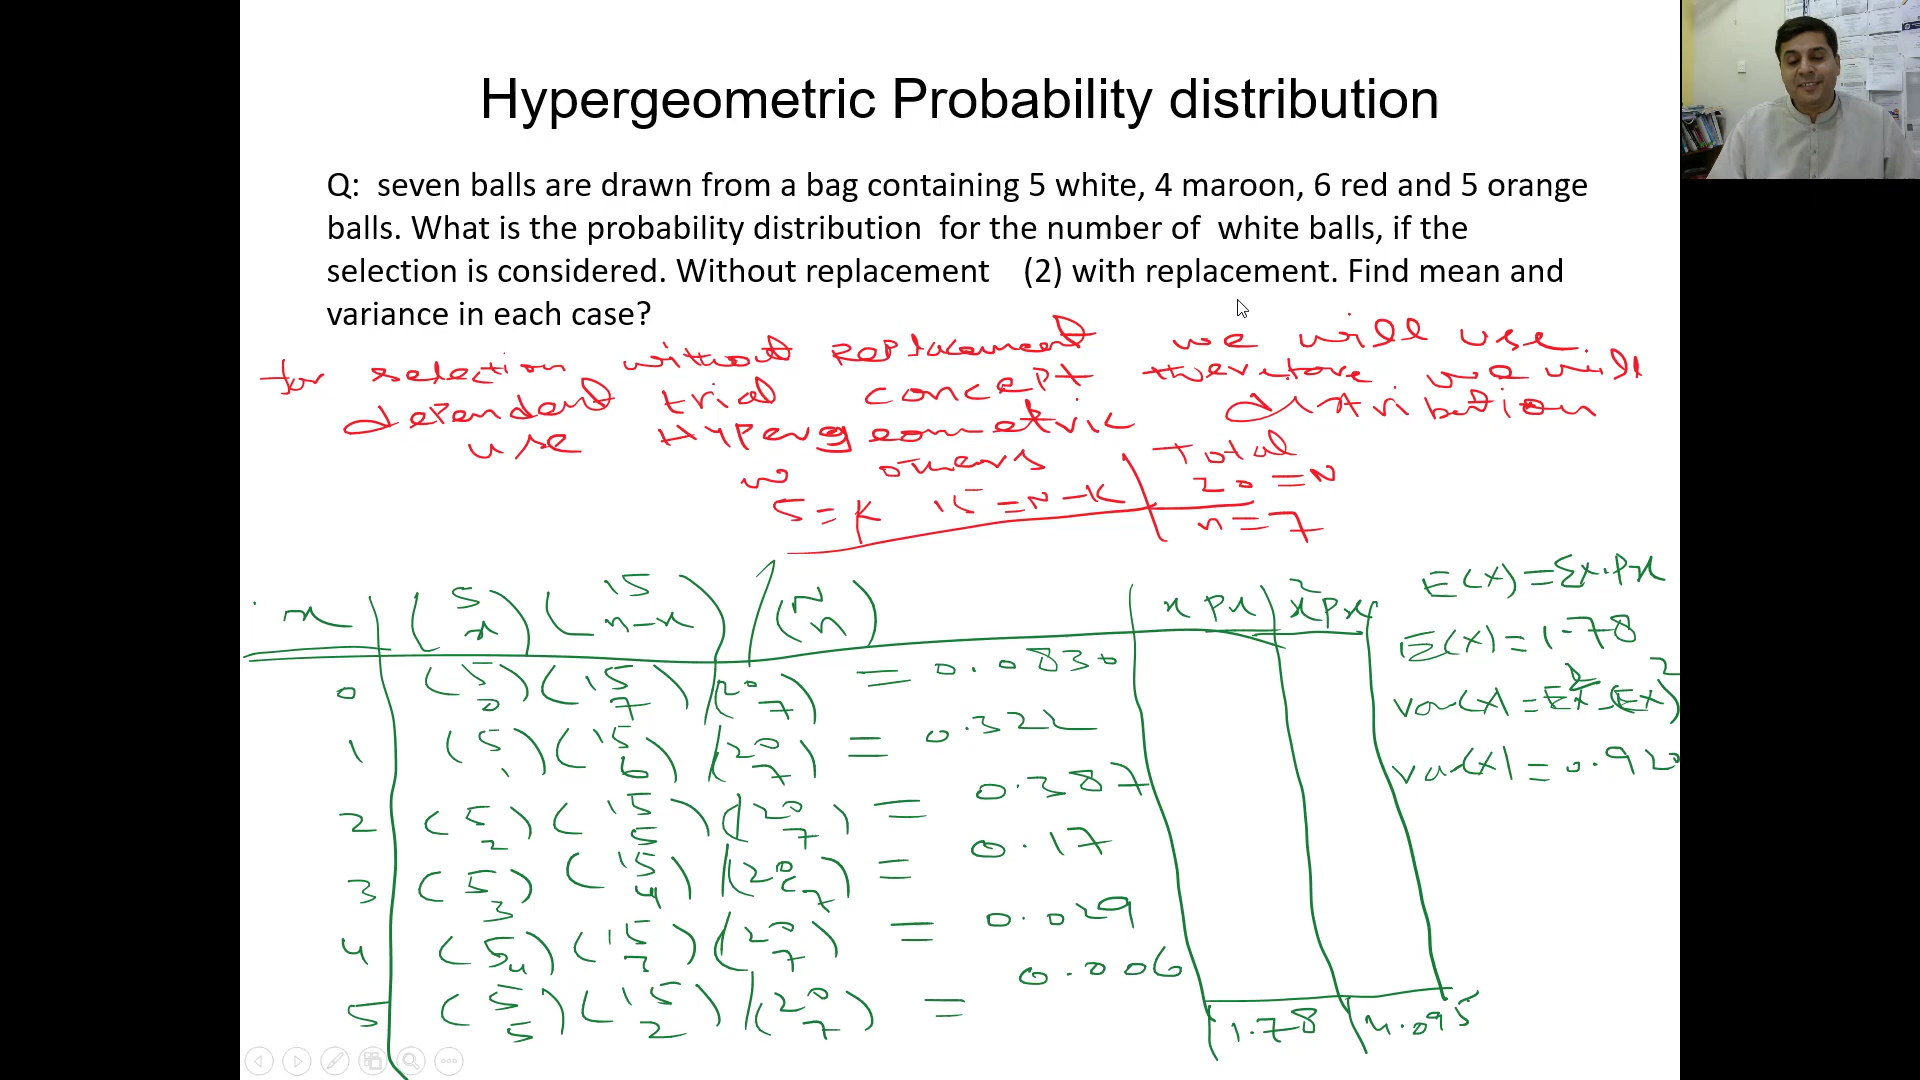 Hypergeometric Probability distribution
Q: seven balls are drawn from a bag containing 5 white, 4 maroon, 6 red and 5 orange
balls. What is the probability distribution for the number of white balls, if the
selection is considered. Without replacement (2) with replacement. Find mean and
variance in each case?
for selection without replacement we will use
dependent trial concept therefore we will
use Hypergeometric distribution
w others Total
5=K 15=N-K 20=N
n=7
x (5 x) (15 n-x) / (N n) x px x² px
0 (5 0) (15 7) / (20 7) = 0.0830
1 (5 1) (15 6) / (20 7) = 0.322
2 (5 2) (15 5) / (20 7) = 0.387
3 (5 3) (15 4) / (20 7) = 0.17
4 (5 4) (15 3) / (20 7) = 0.029
5 (5 5) (15 2) / (20 7) = 0.006
1.78 4.095
E(X)=Σx.Px
E(X)=1.78
var(X)=EX²-(EX)²
var(X)=0.920